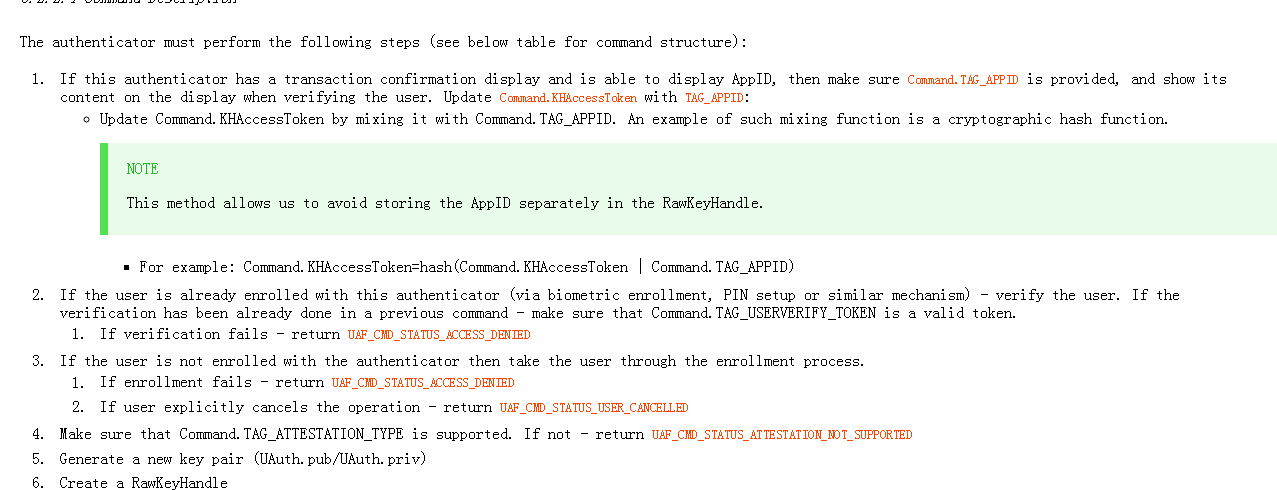 6.2.2.4 Command Description
The authenticator must perform the following steps (see below table for command structure):
1. If this authenticator has a transaction confirmation display and is able to display AppID, then make sure Command.TAG_APPID is provided, and show its
content on the display when verifying the user. Update Command.KHAccessToken with TAG_APPID:
◦ Update Command.KHAccessToken by mixing it with Command.TAG_APPID. An example of such mixing function is a cryptographic hash function.
NOTE
This method allows us to avoid storing the AppID separately in the RawKeyHandle.
▪ For example: Command.KHAccessToken=hash(Command.KHAccessToken | Command.TAG_APPID)
2. If the user is already enrolled with this authenticator (via biometric enrollment, PIN setup or similar mechanism) - verify the user. If the
verification has been already done in a previous command - make sure that Command.TAG_USERVERIFY_TOKEN is a valid token.
1. If verification fails - return UAF_CMD_STATUS_ACCESS_DENIED
3. If the user is not enrolled with the authenticator then take the user through the enrollment process.
1. If enrollment fails - return UAF_CMD_STATUS_ACCESS_DENIED
2. If user explicitly cancels the operation - return UAF_CMD_STATUS_USER_CANCELLED
4. Make sure that Command.TAG_ATTESTATION_TYPE is supported. If not - return UAF_CMD_STATUS_ATTESTATION_NOT_SUPPORTED
5. Generate a new key pair (UAuth.pub/UAuth.priv)
6. Create a RawKeyHandle